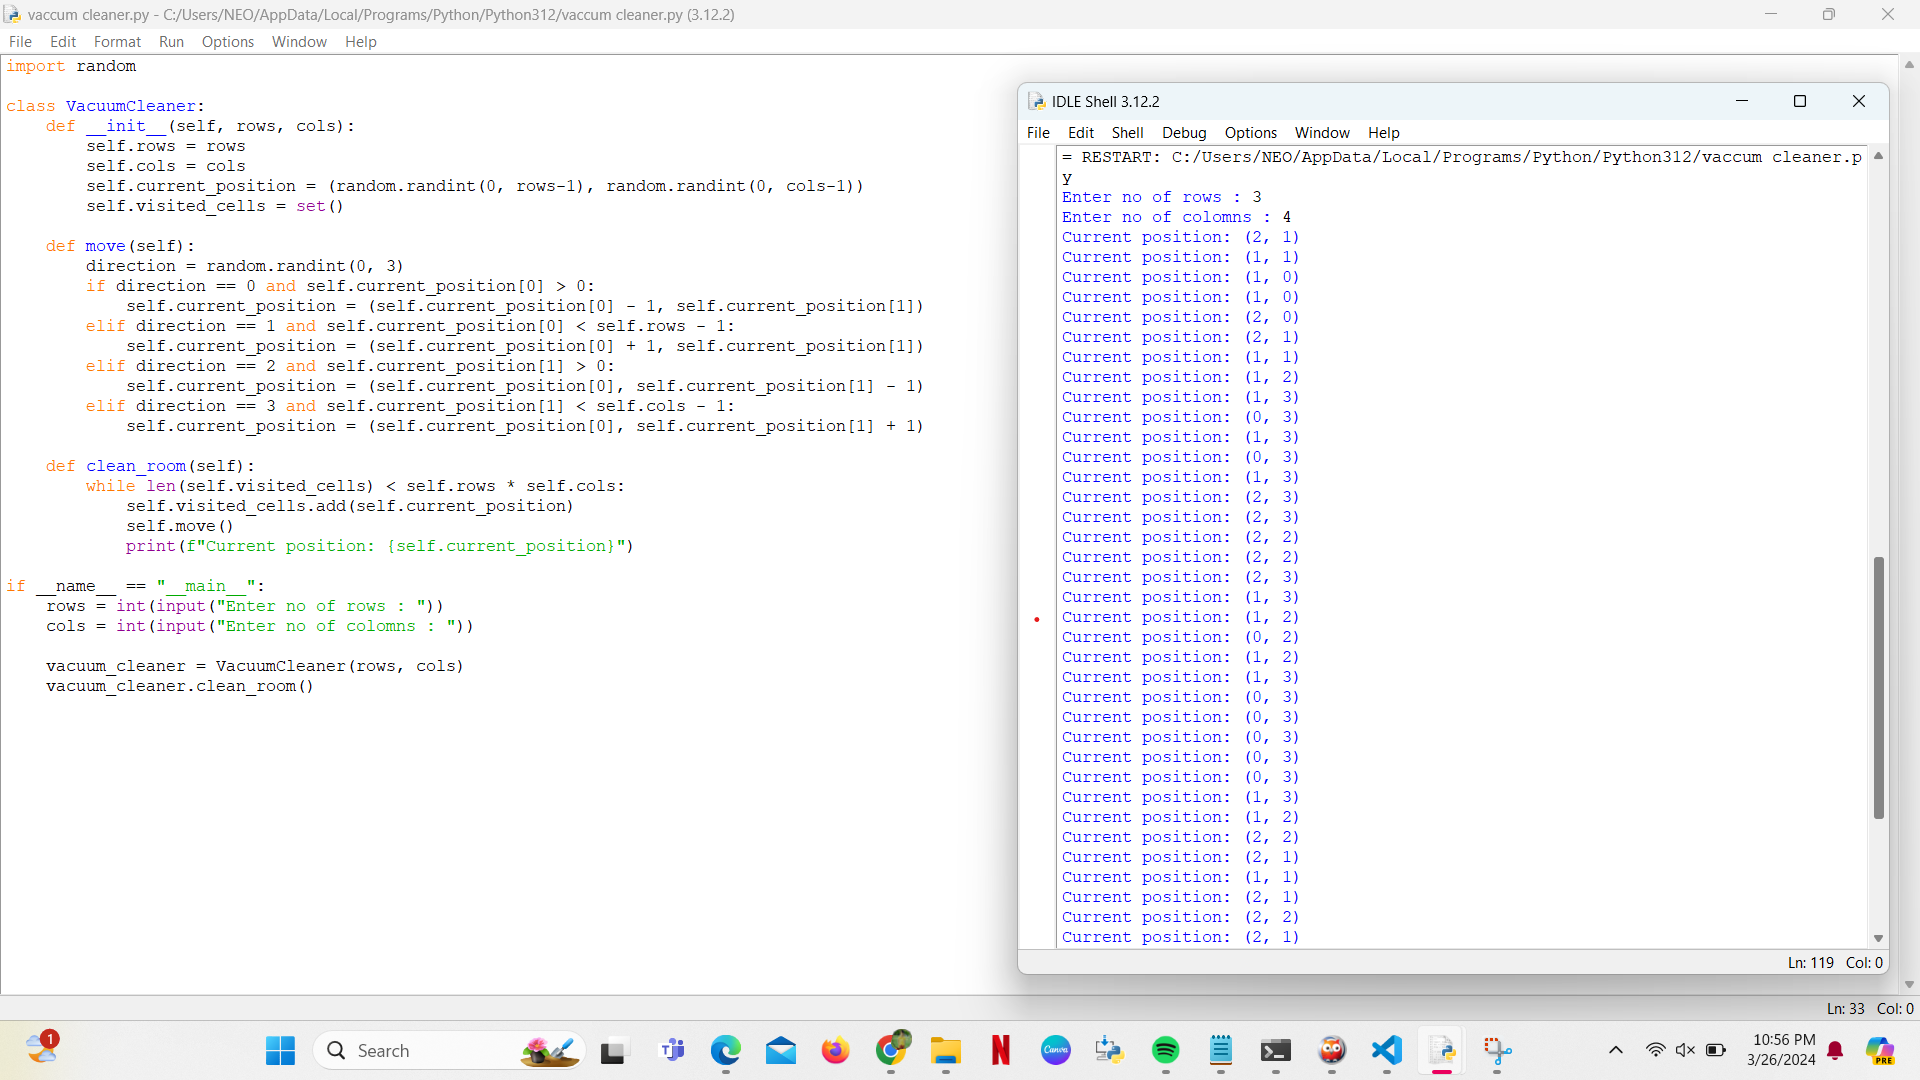 vaccum cleaner.py - C:/Users/NEO/AppData/Local/Programs/Python/Python312/vaccum cleaner.py (3.12.2)
File Edit Format Run Options Window Help
import random
class VacuumCleaner:
    def __init__(self, rows, cols):
        self.rows = rows
        self.cols = cols
        self.current_position = (random.randint(0, rows-1), random.randint(0, cols-1))
        self.visited_cells = set()
    def move(self):
        direction = random.randint(0, 3)
        if direction == 0 and self.current_position[0] > 0:
            self.current_position = (self.current_position[0] - 1, self.current_position[1])
        elif direction == 1 and self.current_position[0] < self.rows - 1:
            self.current_position = (self.current_position[0] + 1, self.current_position[1])
        elif direction == 2 and self.current_position[1] > 0:
            self.current_position = (self.current_position[0], self.current_position[1] - 1)
        elif direction == 3 and self.current_position[1] < self.cols - 1:
            self.current_position = (self.current_position[0], self.current_position[1] + 1)
    def clean_room(self):
        while len(self.visited_cells) < self.rows * self.cols:
            self.visited_cells.add(self.current_position)
            self.move()
            print(f"Current position: {self.current_position}")
if __name__ == "__main__":
    rows = int(input("Enter no of rows : "))
    cols = int(input("Enter no of colomns : "))
    vacuum_cleaner = VacuumCleaner(rows, cols)
    vacuum_cleaner.clean_room()
IDLE Shell 3.12.2
File Edit Shell Debug Options Window Help
= RESTART: C:/Users/NEO/AppData/Local/Programs/Python/Python312/vaccum cleaner.p
y
Enter no of rows : 3
Enter no of colomns : 4
Current position: (2, 1)
Current position: (1, 1)
Current position: (1, 0)
Current position: (1, 0)
Current position: (2, 0)
Current position: (2, 1)
Current position: (1, 1)
Current position: (1, 2)
Current position: (1, 3)
Current position: (0, 3)
Current position: (1, 3)
Current position: (0, 3)
Current position: (1, 3)
Current position: (2, 3)
Current position: (2, 3)
Current position: (2, 2)
Current position: (2, 2)
Current position: (2, 3)
Current position: (1, 3)
Current position: (1, 2)
Current position: (0, 2)
Current position: (1, 2)
Current position: (1, 3)
Current position: (0, 3)
Current position: (0, 3)
Current position: (0, 3)
Current position: (0, 3)
Current position: (0, 3)
Current position: (1, 3)
Current position: (1, 2)
Current position: (2, 2)
Current position: (2, 1)
Current position: (1, 1)
Current position: (2, 1)
Current position: (2, 2)
Current position: (2, 1)
Ln: 119 Col: 0
Ln: 33 Col: 0
1
Search
Canva
10:56 PM
3/26/2024
PRE